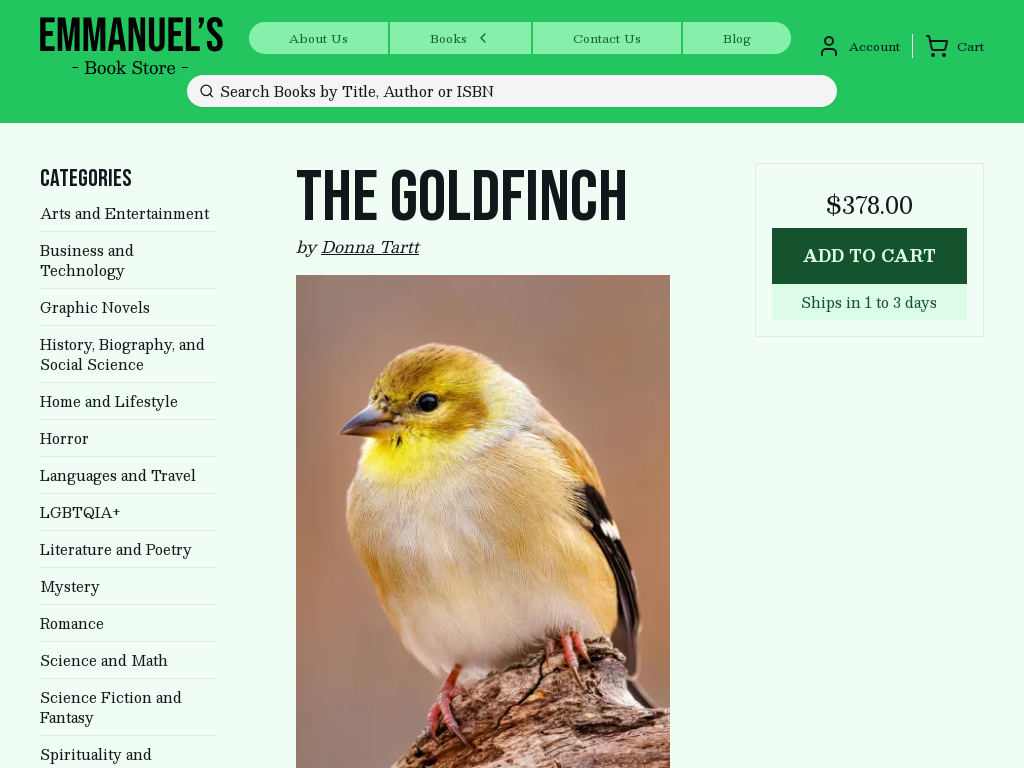 EMMANUEL'S
- Book Store -
About Us
Books
Contact Us
Blog
Account
Cart
Search Books by Title, Author or ISBN
CATEGORIES
Arts and Entertainment
Business and
Technology
Graphic Novels
History, Biography, and
Social Science
Home and Lifestyle
Horror
Languages and Travel
LGBTQIA+
Literature and Poetry
Mystery
Romance
Science and Math
Science Fiction and
Fantasy
Spirituality and
THE GOLDFINCH
by Donna Tartt
$378.00
ADD TO CART
Ships in 1 to 3 days